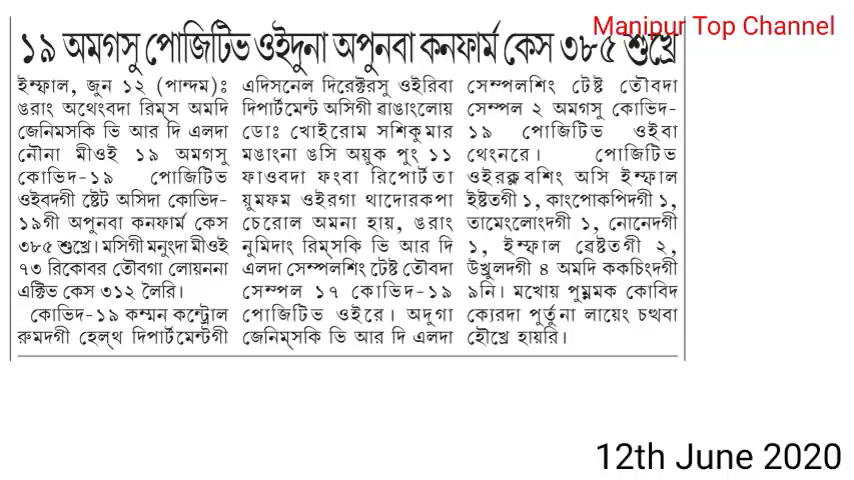 Manipur Top Channel
১৯ অমগসু পোজিটিভ ওইদুনা অপুনবা কনফার্ম কেস ৩৮৫ শুখ্রে
ইম্ফাল, জুন ১২ (পান্দম)ঃ
ঙরাং অথেংবদা রিম্স অমদি
জেনিমসকি ভি আর দি এলদা
নৌনা মীওই ১৯ অমগসু
কোভিদ-১৯ পোজিটিভ
ওইবদগী ষ্টেট অসিদা কোভিদ-
১৯গী অপুনবা কনফার্ম কেস
৩৮৫ শুখ্রে। মসিগী মনুংদা মীওই
৭৩ রিকোবর তৌবগা লোয়ননা
এক্টিভ কেস ৩১২ লৈরি।
কোভিদ-১৯ কম্মন কন্ট্রোল
রুমদগী হেল্থ দিপার্টমেন্টগী
এদিসনেল দিরেক্টরসু ওইরিবা
দিপার্টমেন্ট অসিগী ৱাঙাংলোয়
ডোঃ খোইরোম সশিকুমার
মঙাংনা ঙসি অয়ুক পুং ১১
ফাওবদা ফংবা রিপোর্ট তা
য়ুমফম ওইরগা থাদোরকপা
চেরোল অমনা হায়, ঙরাং
নুমিদাং রিম্সকি ভি আর দি
এলদা সেম্পলশিং টেষ্ট তৌবদা
সেম্পল ১৭ কোভিদ-১৯
পোজিটিভ ওইরে। অদুগা
জেনিম্সকি ভি আর দি এলদা
সেম্পলশিং টেষ্ট তৌবদা
সেম্পল ২ অমগসু কোভিদ-
১৯ পোজিটিভ ওইবা
থেংনরে। পোজিটিভ
ওইরক্লবশিং অসি ইম্ফাল
ইষ্টতগী ১, কাংপোকপিদগী ১,
তামেংলোংদগী ১, নোনেদগী
১, ইম্ফাল ৱেষ্টতগী ২,
উখ্রুলদগী ৪ অমদি ককচিংদগী
৯নি। মখোয় পুম্নমক কোবিদ
ক্যেরদা পুর্তুনা লায়েং চত্থবা
হৌখ্রে হায়রি।
12th June 2020